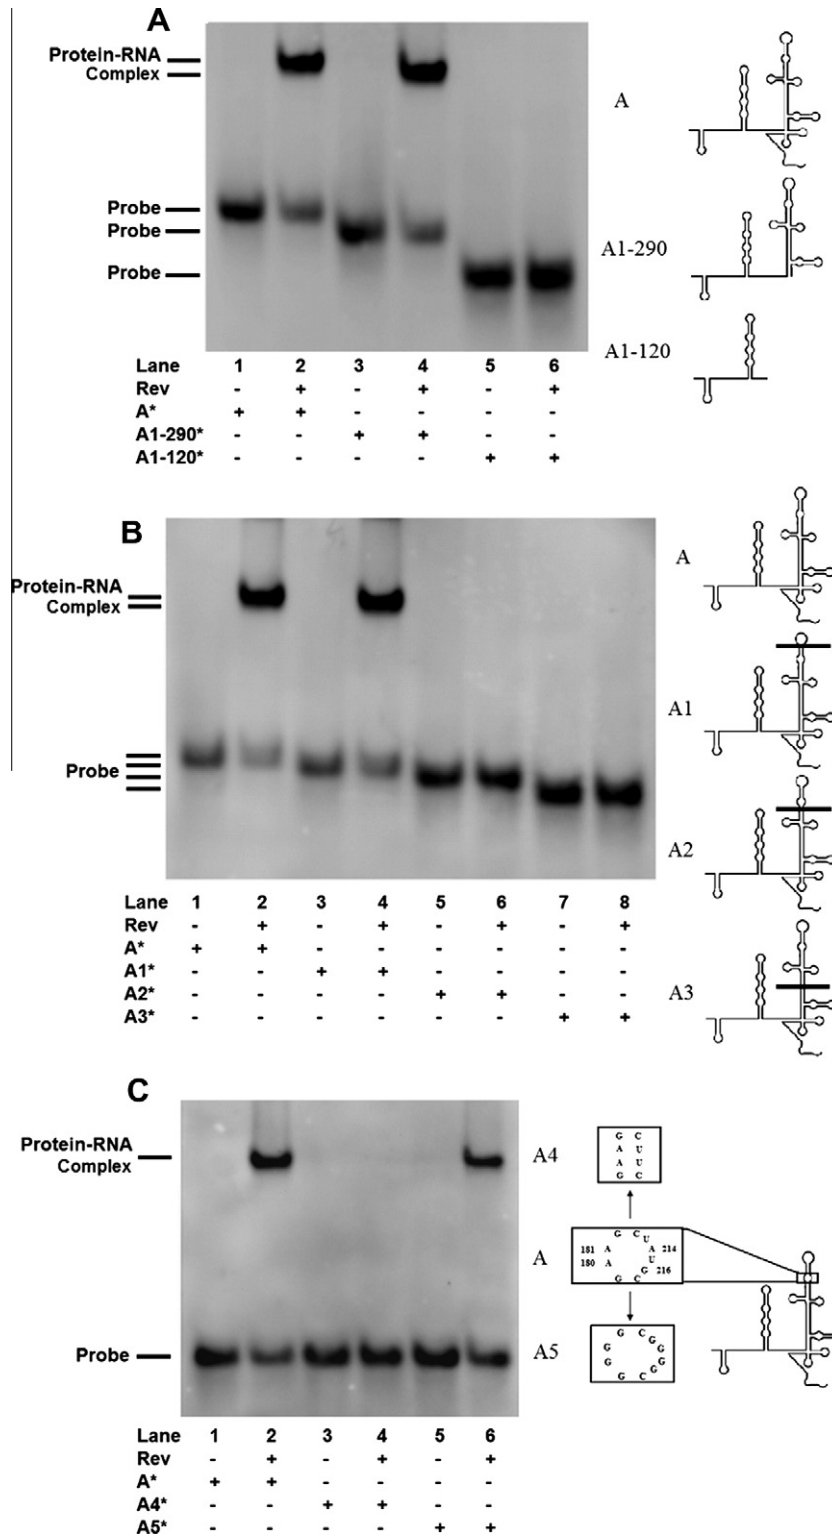 A
Protein-RNA
Complex
Probe
Probe
Probe
A
A1-290
A1-120
Lane 1 2 3 4 5 6
Rev - + - + - +
A* + + - - - -
A1-290* - - + + - -
A1-120* - - - - + +
B
Protein-RNA
Complex
Probe
A
A1
A2
A3
Lane 1 2 3 4 5 6 7 8
Rev - + - + - + - +
A* + + - - - - - -
A1* - - + + - - - -
A2* - - - - + + - -
A3* - - - - - - + +
C
Protein-RNA
Complex
Probe
A4
G C
A U
A U
G C
A
G C U
181 A A 214
180 A U
G C G 216
A5
G C
G G
G G
G G
G C
Lane 1 2 3 4 5 6
Rev - + - + - +
A* + + - - - -
A4* - - + + - -
A5* - - - - + +